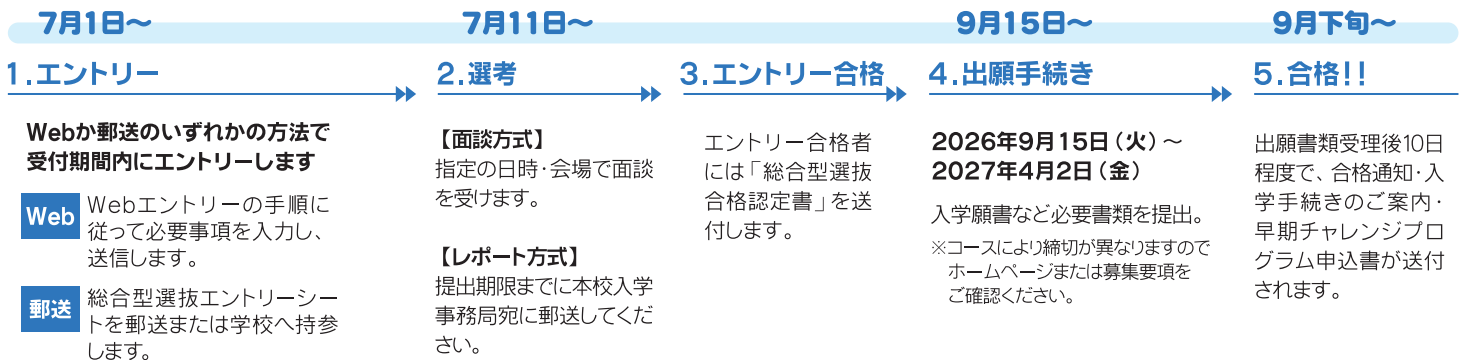 7月1日〜
7月11日〜
9月15日〜
9月下旬〜
1.エントリー
Webか郵送のいずれかの方法で
受付期間内にエントリーします
Web
Webエントリーの手順に
従って必要事項を入力し、
送信します。
郵送
総合型選抜エントリーシー
トを郵送または学校へ持参
します。
2.選考
【面談方式】
指定の日時・会場で面談
を受けます。
【レポート方式】
提出期限までに本校入学
事務局宛に郵送してくだ
さい。
3.エントリー合格
エントリー合格者
には「総合型選抜
合格認定書」を送
付します。
4.出願手続き
2026年9月15日（火）〜
2027年4月2日（金）
入学願書など必要書類を提出。
※コースにより締切が異なりますので
ホームページまたは募集要項を
ご確認ください。
5.合格!!
出願書類受理後10日
程度で、合格通知・入
学手続きのご案内・
早期チャレンジプロ
グラム申込書が送付
されます。